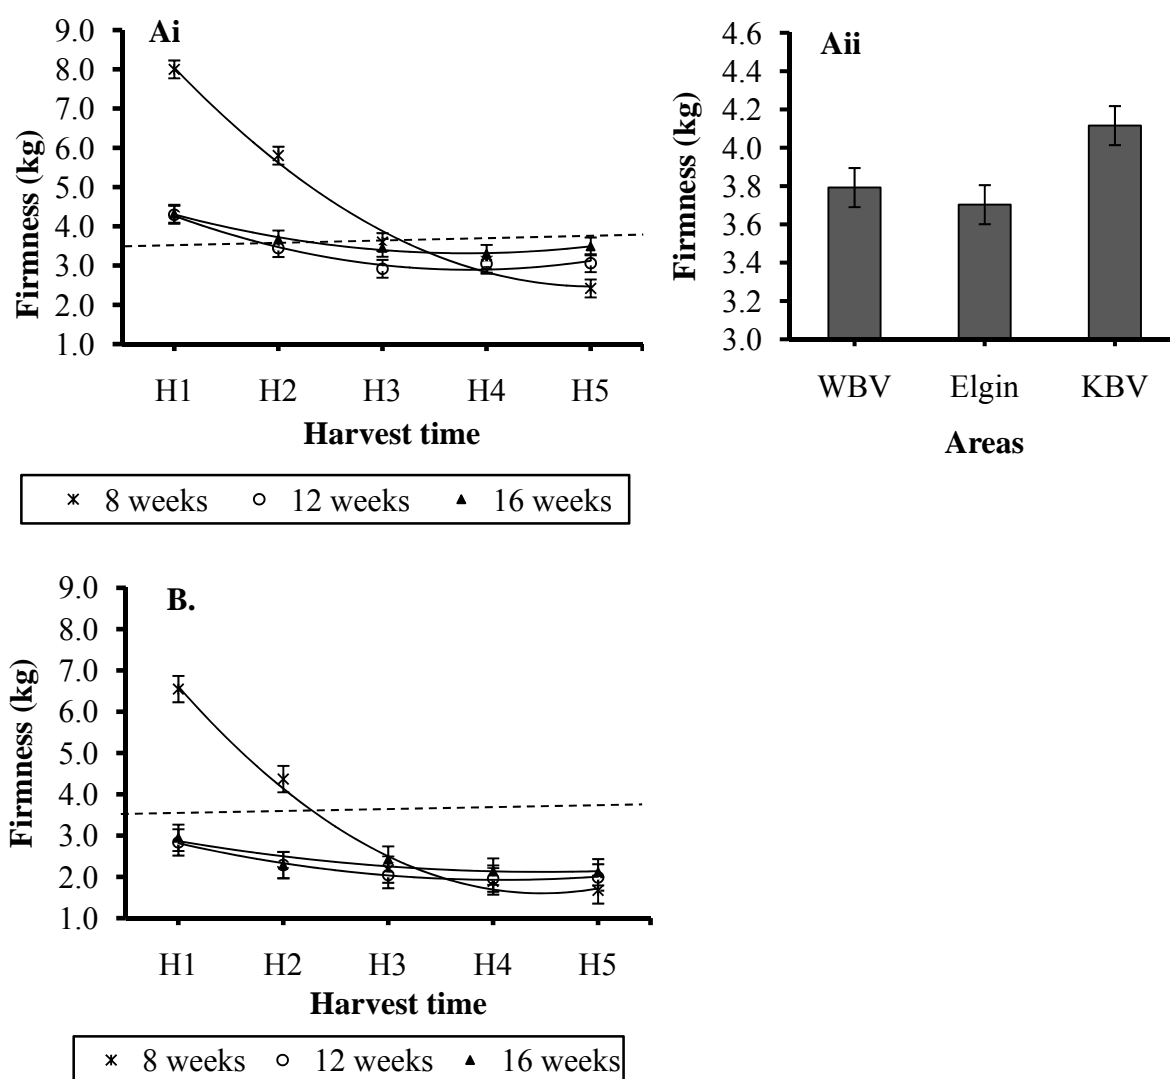 Ai
Firmness (kg)
9.0
8.0
7.0
6.0
5.0
4.0
3.0
2.0
1.0
H1 H2 H3 H4 H5
Harvest time
8 weeks 12 weeks 16 weeks
Aii
Firmness (kg)
4.6
4.4
4.2
4.0
3.8
3.6
3.4
3.2
3.0
WBV Elgin KBV
Areas
B.
Firmness (kg)
9.0
8.0
7.0
6.0
5.0
4.0
3.0
2.0
1.0
H1 H2 H3 H4 H5
Harvest time
8 weeks 12 weeks 16 weeks